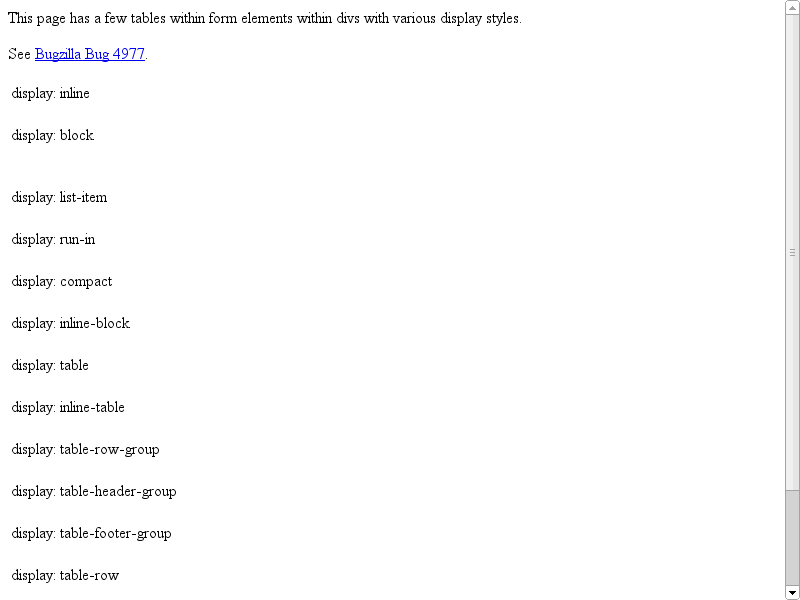 This page has a few tables within form elements within divs with various display styles.
See Bugzilla Bug 4977.
display: inline
display: block
display: list-item
display: run-in
display: compact
display: inline-block
display: table
display: inline-table
display: table-row-group
display: table-header-group
display: table-footer-group
display: table-row